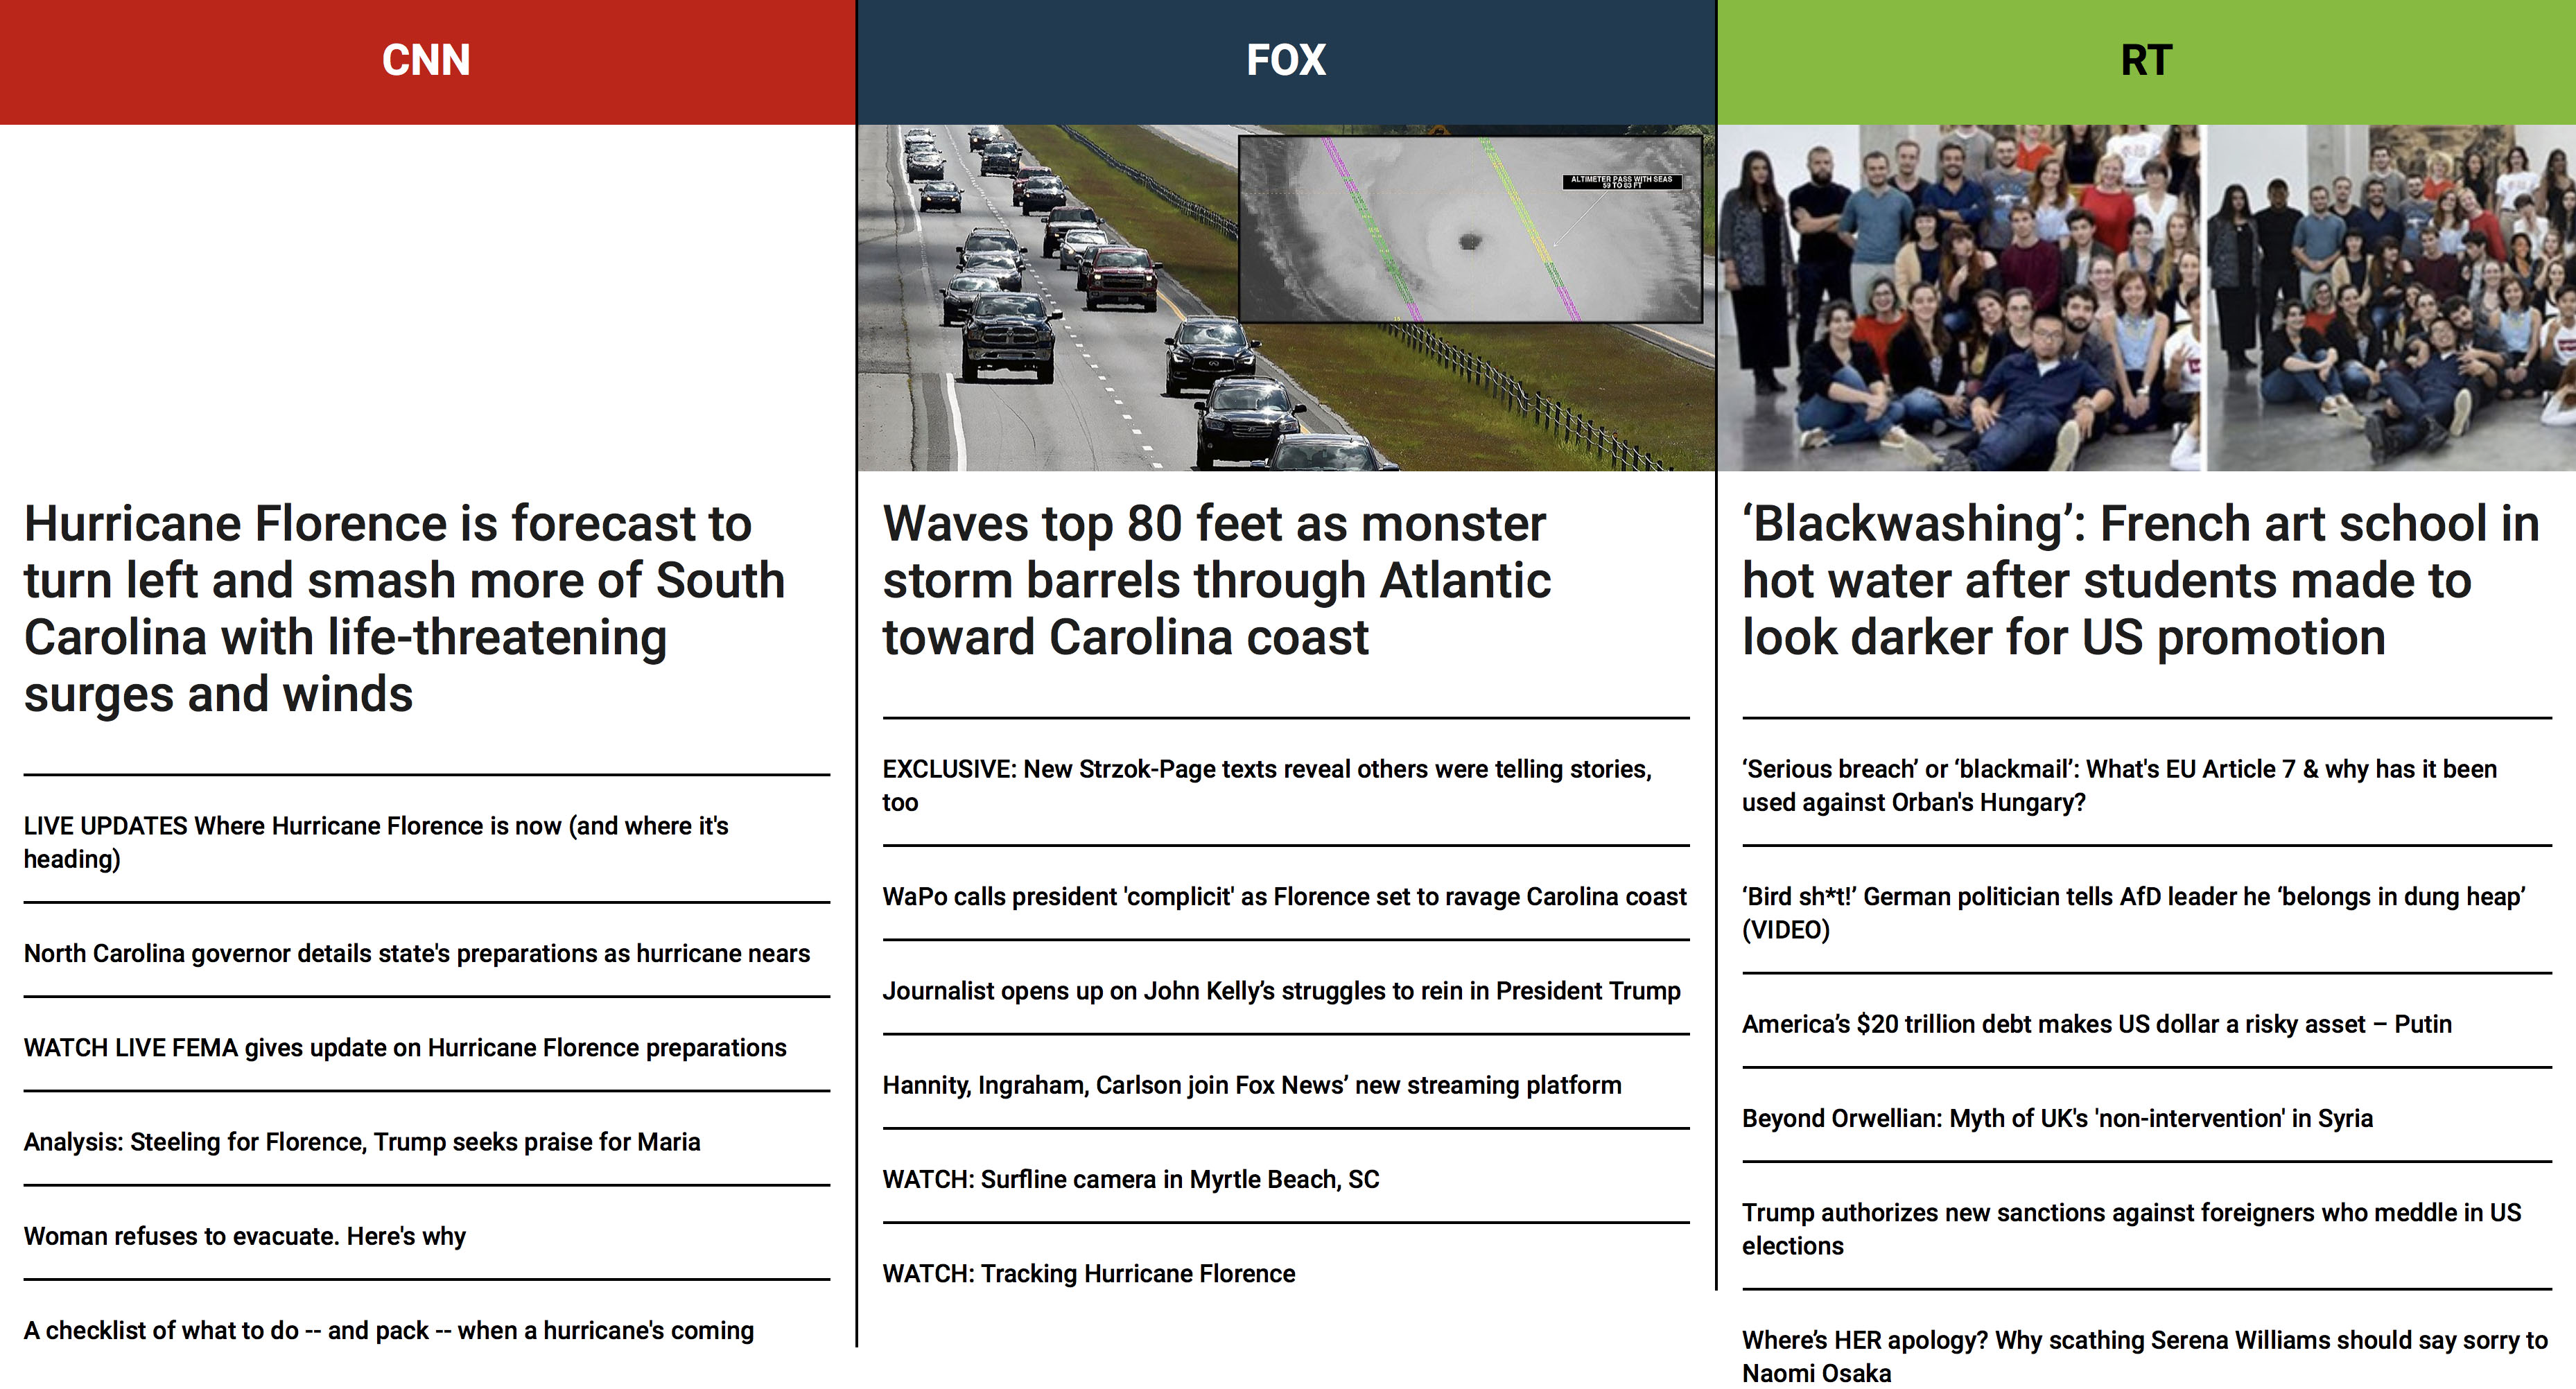 CNN
Hurricane Florence is forecast to
turn left and smash more of South
Carolina with life-threatening
surges and winds
LIVE UPDATES Where Hurricane Florence is now (and where it's
heading)
North Carolina governor details state's preparations as hurricane nears
WATCH LIVE FEMA gives update on Hurricane Florence preparations
Analysis: Steeling for Florence, Trump seeks praise for Maria
Woman refuses to evacuate. Here's why
A checklist of what to do -- and pack -- when a hurricane's coming
FOX
ALTIMETER PASS WITH SEAS
59 TO 83 FT
Waves top 80 feet as monster
storm barrels through Atlantic
toward Carolina coast
EXCLUSIVE: New Strzok-Page texts reveal others were telling stories,
too
WaPo calls president 'complicit' as Florence set to ravage Carolina coast
Journalist opens up on John Kelly’s struggles to rein in President Trump
Hannity, Ingraham, Carlson join Fox News’ new streaming platform
WATCH: Surfline camera in Myrtle Beach, SC
WATCH: Tracking Hurricane Florence
RT
‘Blackwashing’: French art school in
hot water after students made to
look darker for US promotion
‘Serious breach’ or ‘blackmail’: What's EU Article 7 & why has it been
used against Orban's Hungary?
‘Bird sh*t!’ German politician tells AfD leader he ‘belongs in dung heap’
(VIDEO)
America’s $20 trillion debt makes US dollar a risky asset – Putin
Beyond Orwellian: Myth of UK's 'non-intervention' in Syria
Trump authorizes new sanctions against foreigners who meddle in US
elections
Where’s HER apology? Why scathing Serena Williams should say sorry to
Naomi Osaka